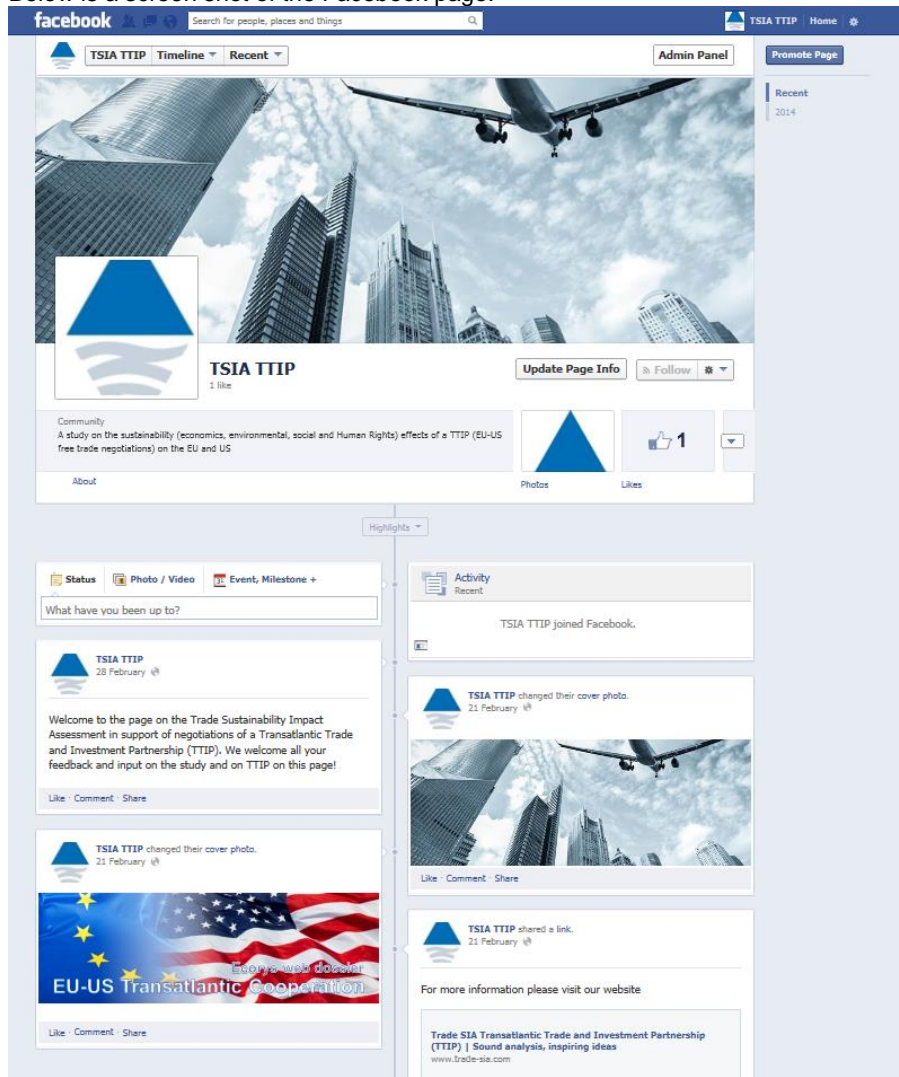 Below is a screen shot of the Facebook page.
facebook
Search for people, places and things
TSIA TTIP Home
TSIA TTIP Timeline Recent
Admin Panel
Promote Page
Recent
2014
TSIA TTIP
1 like
Update Page Info
Follow
Community
A study on the sustainability (economics, environmental, social and Human Rights) effects of a TTIP (EU-US
free trade negotiations) on the EU and US
About
1
Photos
Likes
Highlights
Status Photo / Video Event, Milestone +
What have you been up to?
Activity
Recent
TSIA TTIP joined Facebook.
TSIA TTIP
28 February
Welcome to the page on the Trade Sustainability Impact
Assessment in support of negotiations of a Transatlantic Trade
and Investment Partnership (TTIP). We welcome all your
feedback and input on the study and on TTIP on this page!
Like · Comment · Share
TSIA TTIP changed their cover photo.
21 February
Like · Comment · Share
TSIA TTIP changed their cover photo.
21 February
Ecorys web dossier
EU-US Transatlantic Cooperation
Like · Comment · Share
TSIA TTIP shared a link.
21 February
For more information please visit our website
Trade SIA Transatlantic Trade and Investment Partnership
(TTIP) | Sound analysis, inspiring ideas
www.trade-sia.com